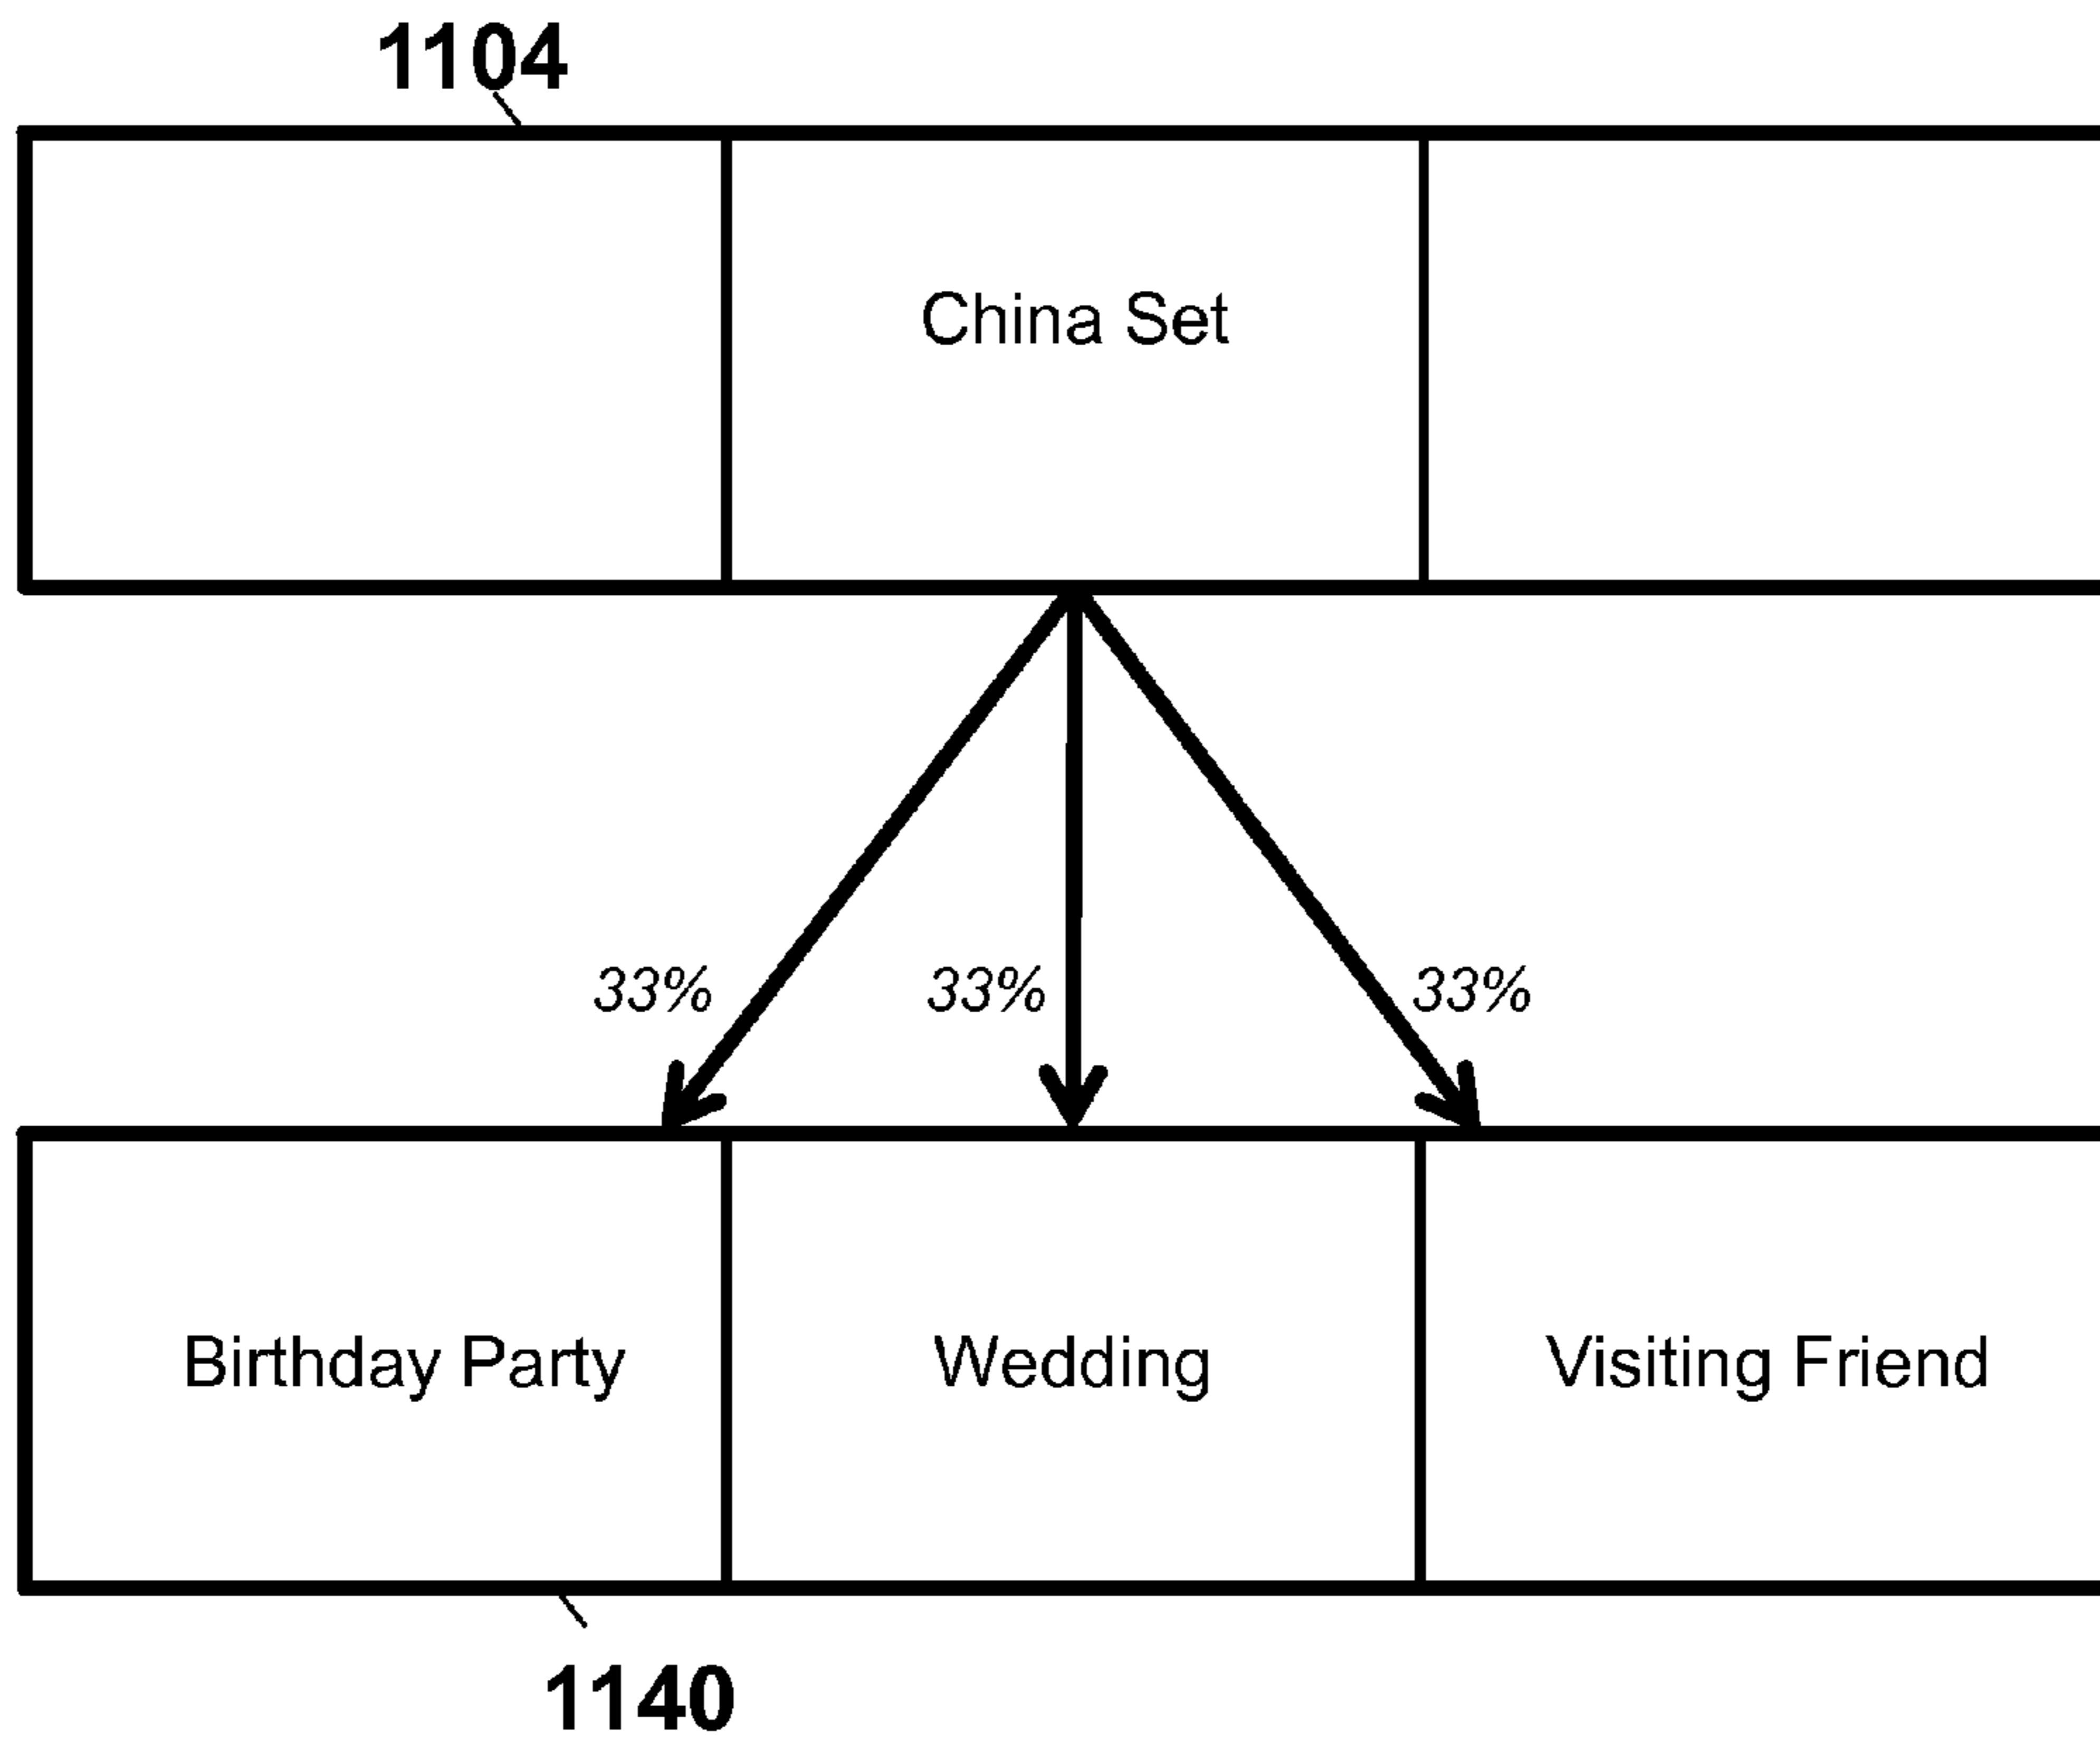 1104
China Set
33% 33% 33%
Birthday Party Wedding Visiting Friend
1140